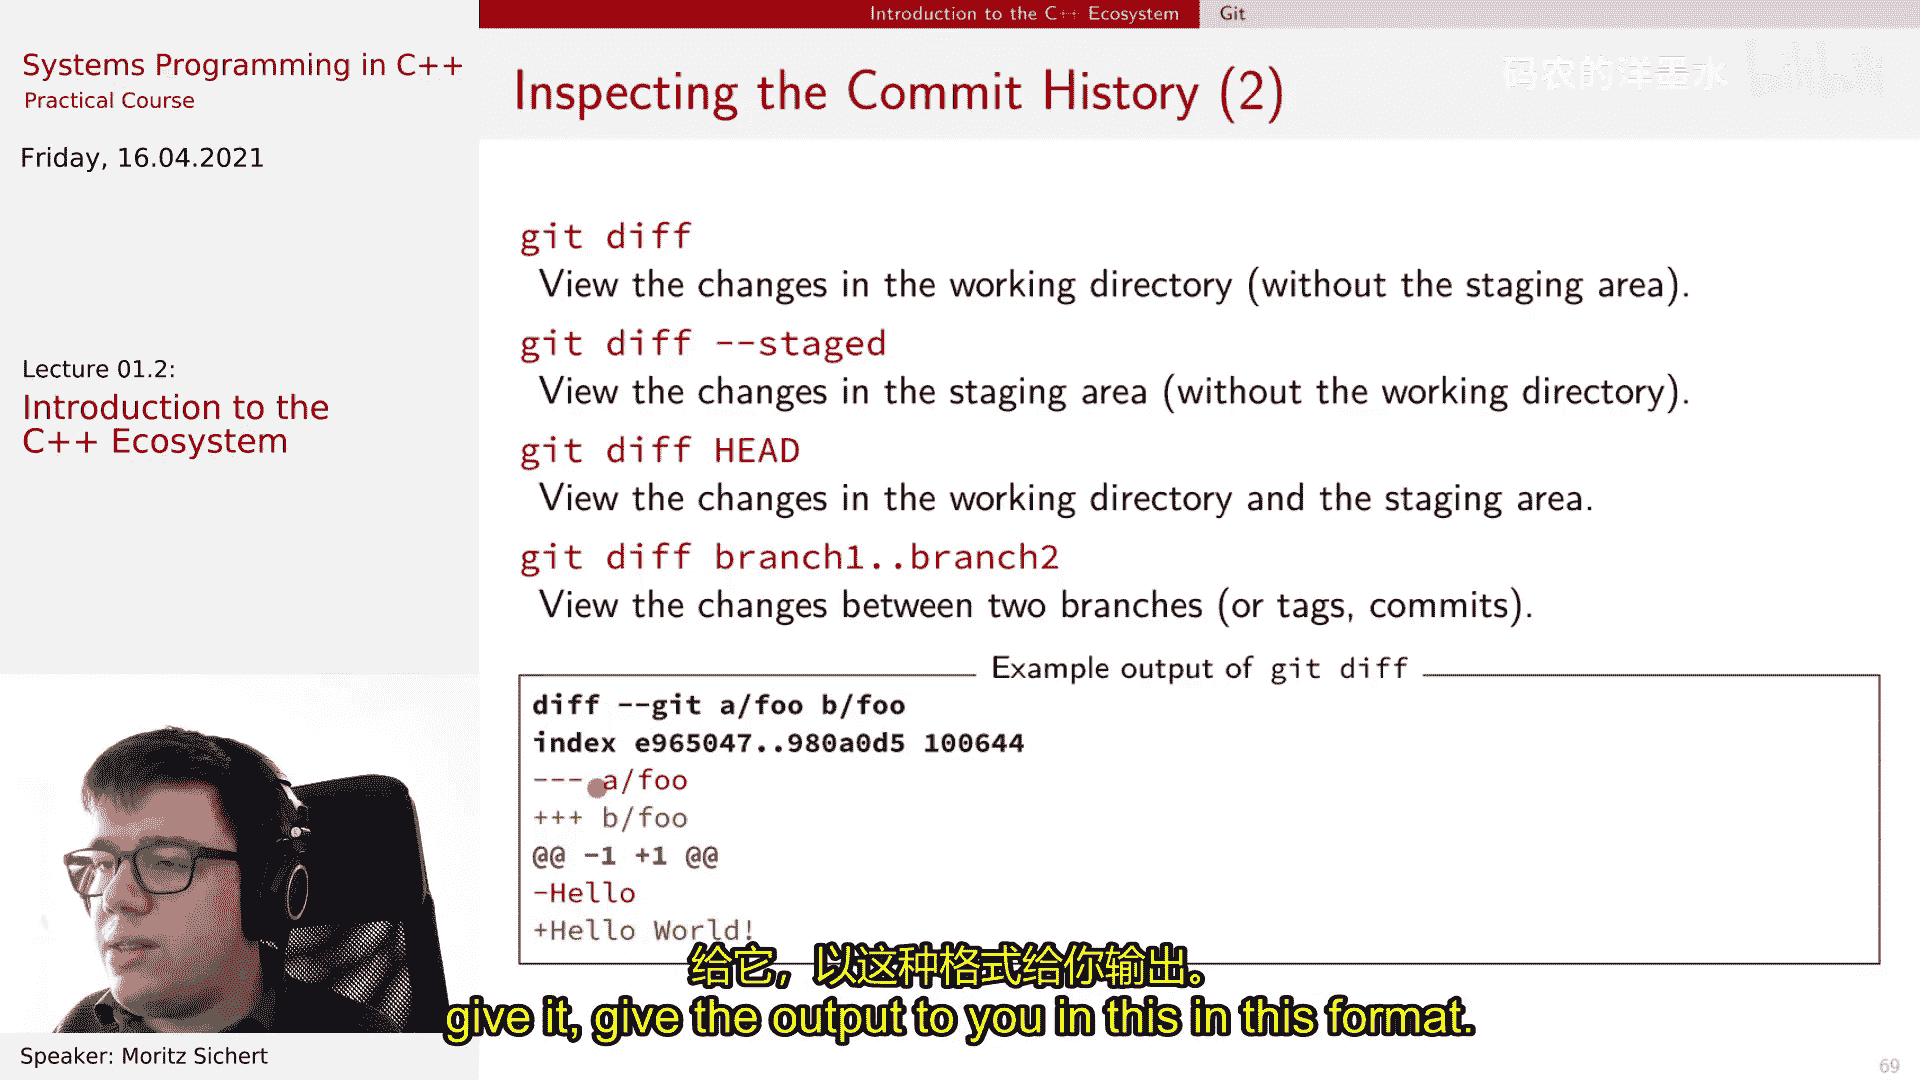 Introduction to the C++ Ecosystem
Git
Systems Programming in C++
Practical Course
Friday, 16.04.2021
Inspecting the Commit History (2)
码农的洋墨水
git diff
View the changes in the working directory (without the staging area).
git diff --staged
View the changes in the staging area (without the working directory).
git diff HEAD
View the changes in the working directory and the staging area.
git diff branch1..branch2
View the changes between two branches (or tags, commits).
Lecture 01.2:
Introduction to the
C++ Ecosystem
Example output of git diff
diff --git a/foo b/foo
index e965047..980a0d5 100644
--- a/foo
+++ b/foo
@@ -1 +1 @@
-Hello
+Hello World!
给它，以这种格式给你输出。
give it, give the output to you in this in this format.
Speaker: Moritz Sichert
69